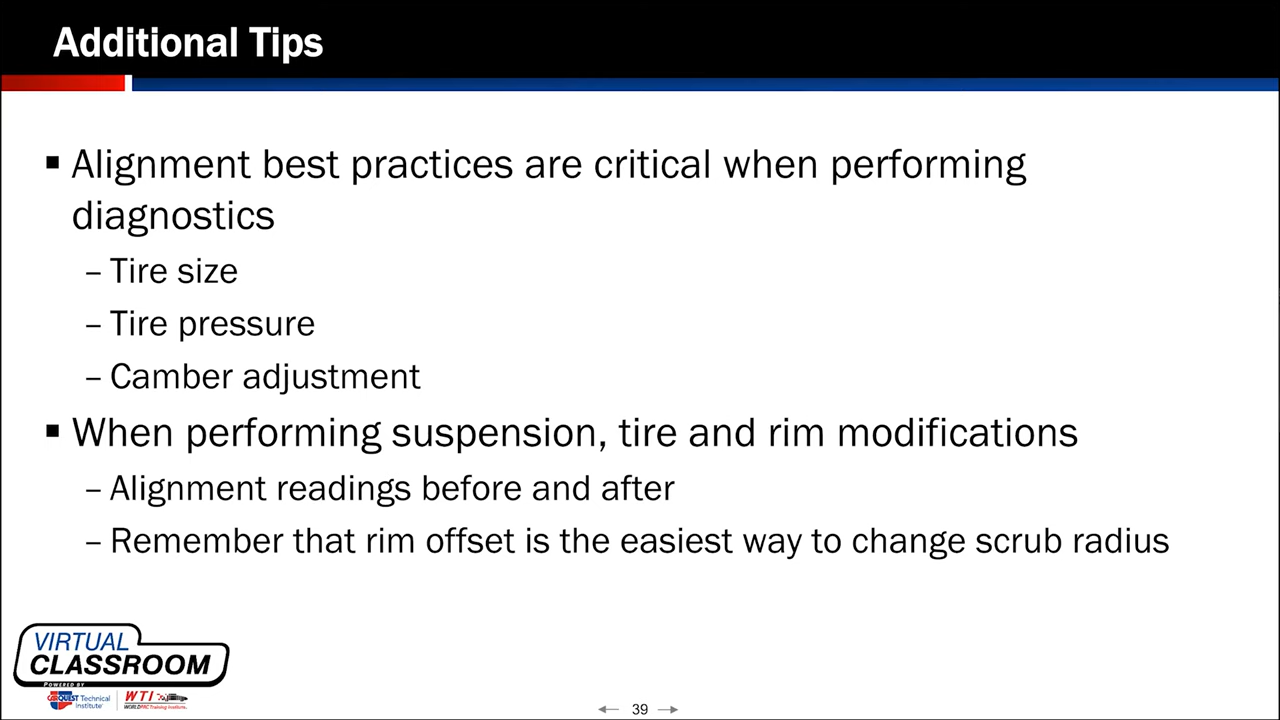 Additional Tips
▪ Alignment best practices are critical when performing
diagnostics
– Tire size
– Tire pressure
– Camber adjustment
▪ When performing suspension, tire and rim modifications
– Alignment readings before and after
– Remember that rim offset is the easiest way to change scrub radius
VIRTUAL
CLASSROOM
POWERED BY
CARQUEST Technical
Institute
WTI
WORLDPAC Training Institute
39